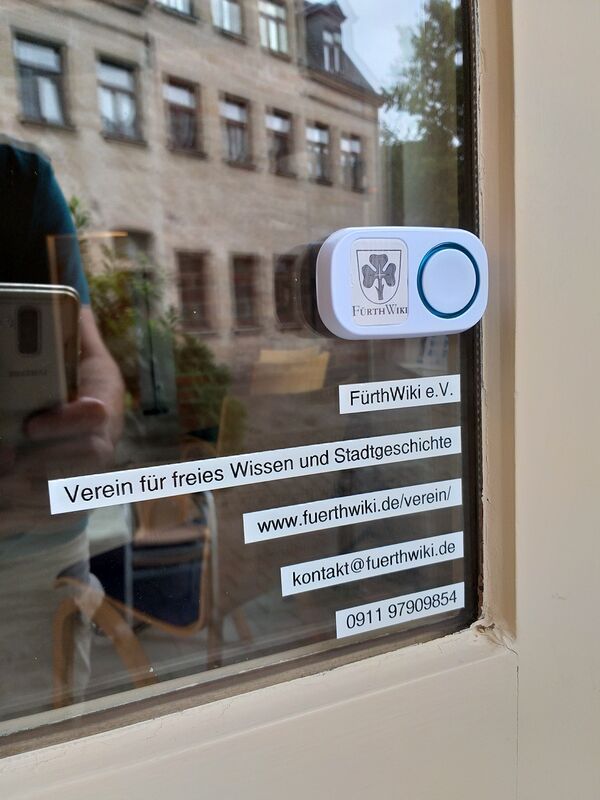 FÜRTHWIKI
FürthWiki e.V.
Verein für freies Wissen und Stadtgeschichte
www.fuerthwiki.de/verein/
kontakt@fuerthwiki.de
0911 97909854